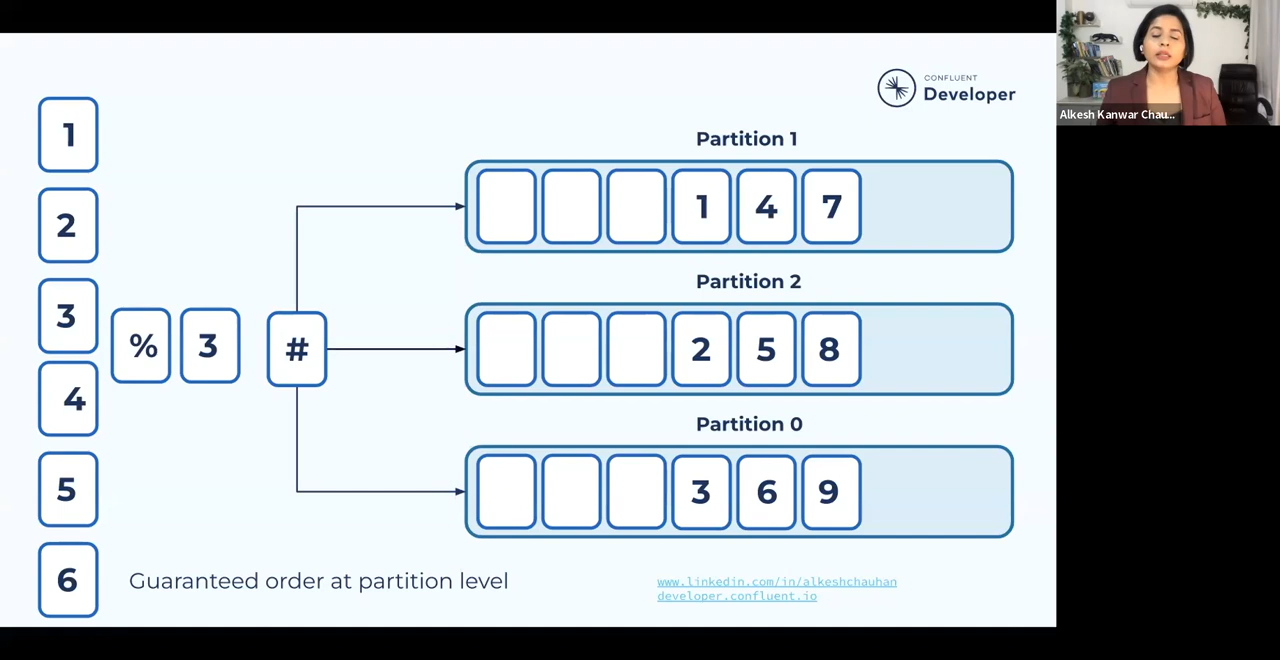 CONFLUENT
Developer
Alkesh Kanwar Chau...
1
2
3
4
5
6
% 3
#
Partition 1
1 4 7
Partition 2
2 5 8
Partition 0
3 6 9
Guaranteed order at partition level
www.linkedin.com/in/alkeshchauhan
developer.confluent.io